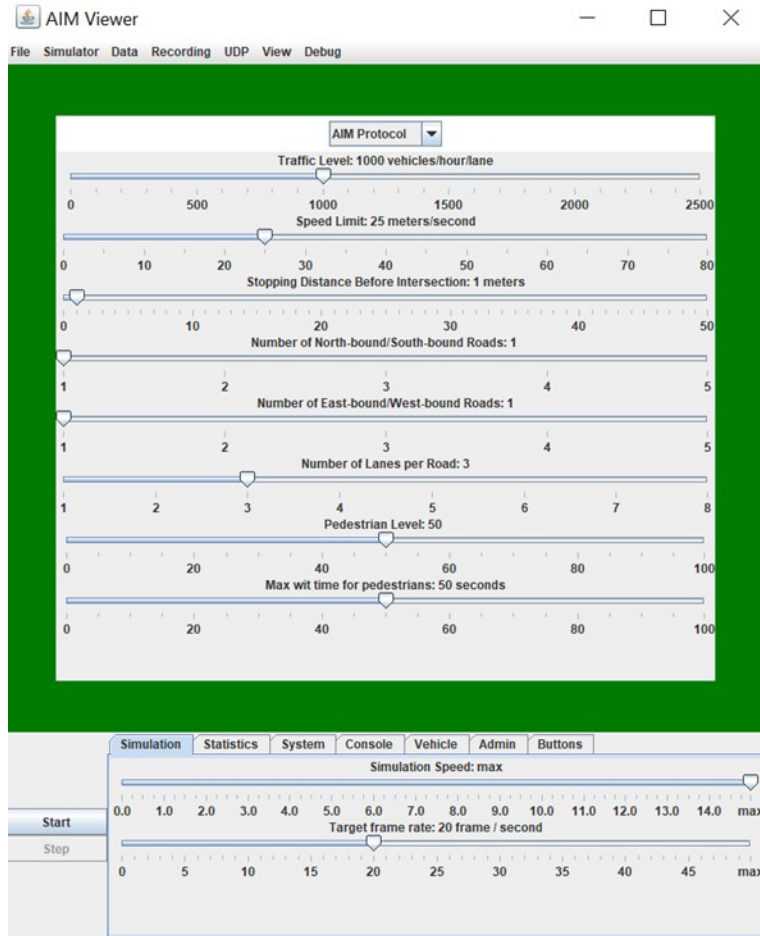 AIM Viewer
File Simulator Data Recording UDP View Debug
AIM Protocol
Traffic Level: 1000 vehicles/hour/lane
0 500 1000 1500 2000 2500
Speed Limit: 25 meters/second
0 10 20 30 40 50 60 70 80
Stopping Distance Before Intersection: 1 meters
0 10 20 30 40 50
Number of North-bound/South-bound Roads: 1
1 2 3 4 5
Number of East-bound/West-bound Roads: 1
1 2 3 4 5
Number of Lanes per Road: 3
1 2 3 4 5 6 7 8
Pedestrian Level: 50
0 20 40 60 80 100
Max wit time for pedestrians: 50 seconds
0 20 40 60 80 100
Simulation Statistics System Console Vehicle Admin Buttons
Simulation Speed: max
0.0 1.0 2.0 3.0 4.0 5.0 6.0 7.0 8.0 9.0 10.0 11.0 12.0 13.0 14.0 max
Start
Target frame rate: 20 frame / second
Step
0 5 10 15 20 25 30 35 40 45 max